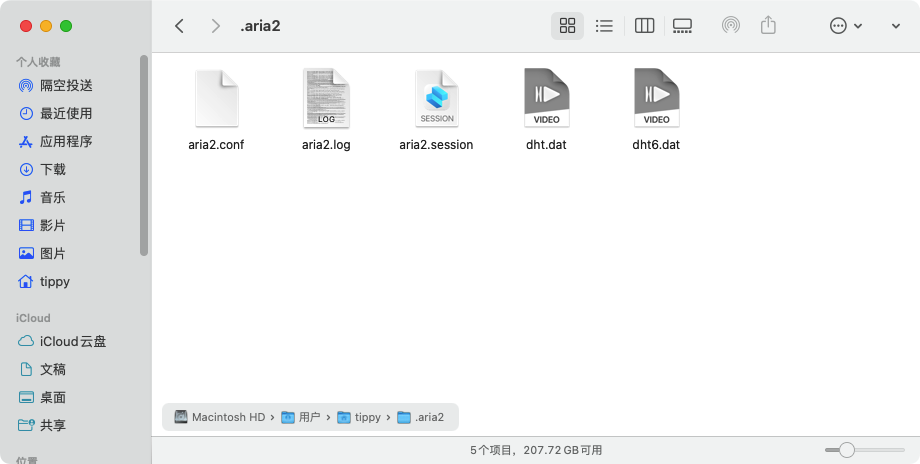 .aria2
个人收藏
隔空投送
最近使用
应用程序
下载
音乐
影片
图片
tippy
iCloud
iCloud云盘
文稿
桌面
共享
位置
LOG
SESSION
VIDEO
VIDEO
aria2.conf
aria2.log
aria2.session
dht.dat
dht6.dat
Macintosh HD › 用户 › tippy › .aria2
5个项目，207.72 GB可用